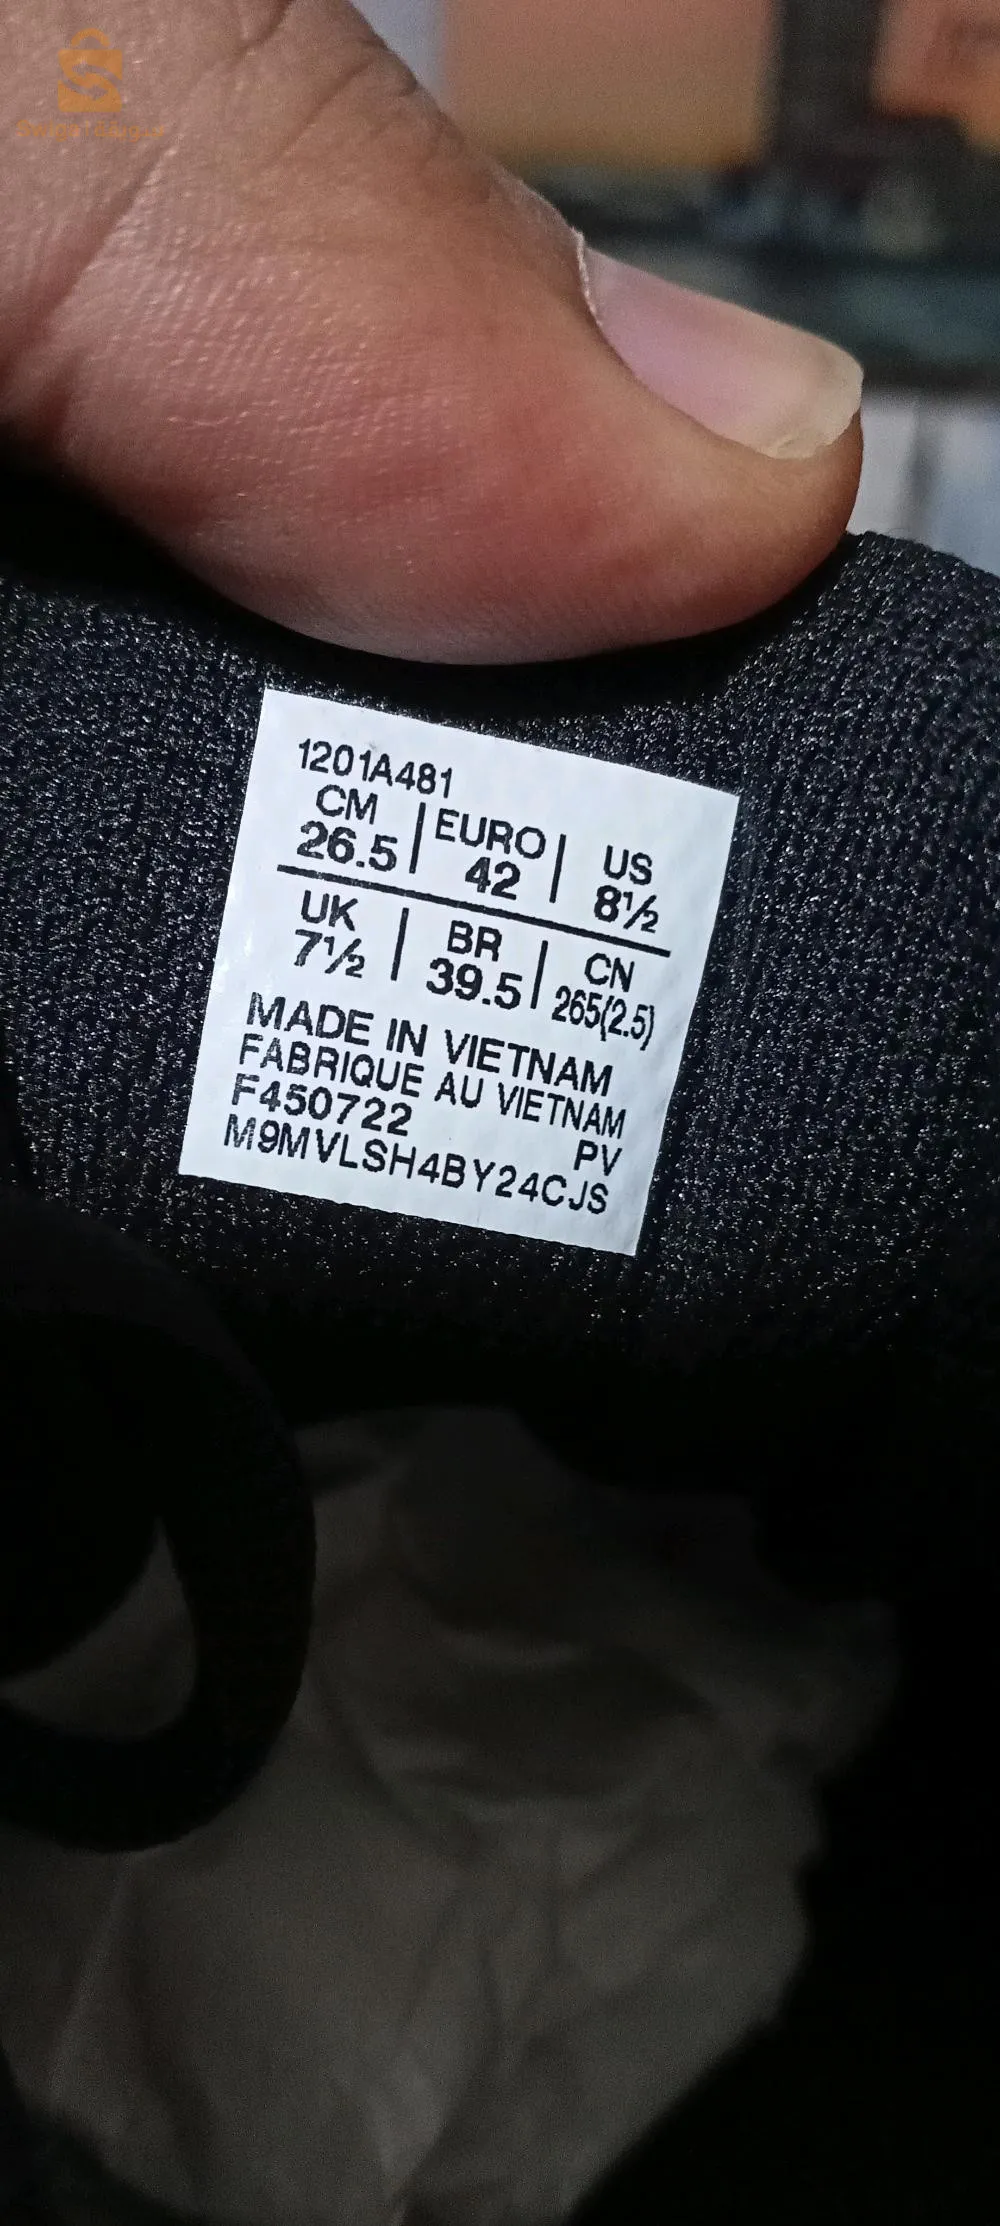 1201A481
CM | EURO | US
26.5 | 42 | 8½
UK | BR | CN
7½ | 39.5 | 265(2.5)
MADE IN VIETNAM
FABRIQUE AU VIETNAM
F450722 PV
M9MVLSH4BY24CJS